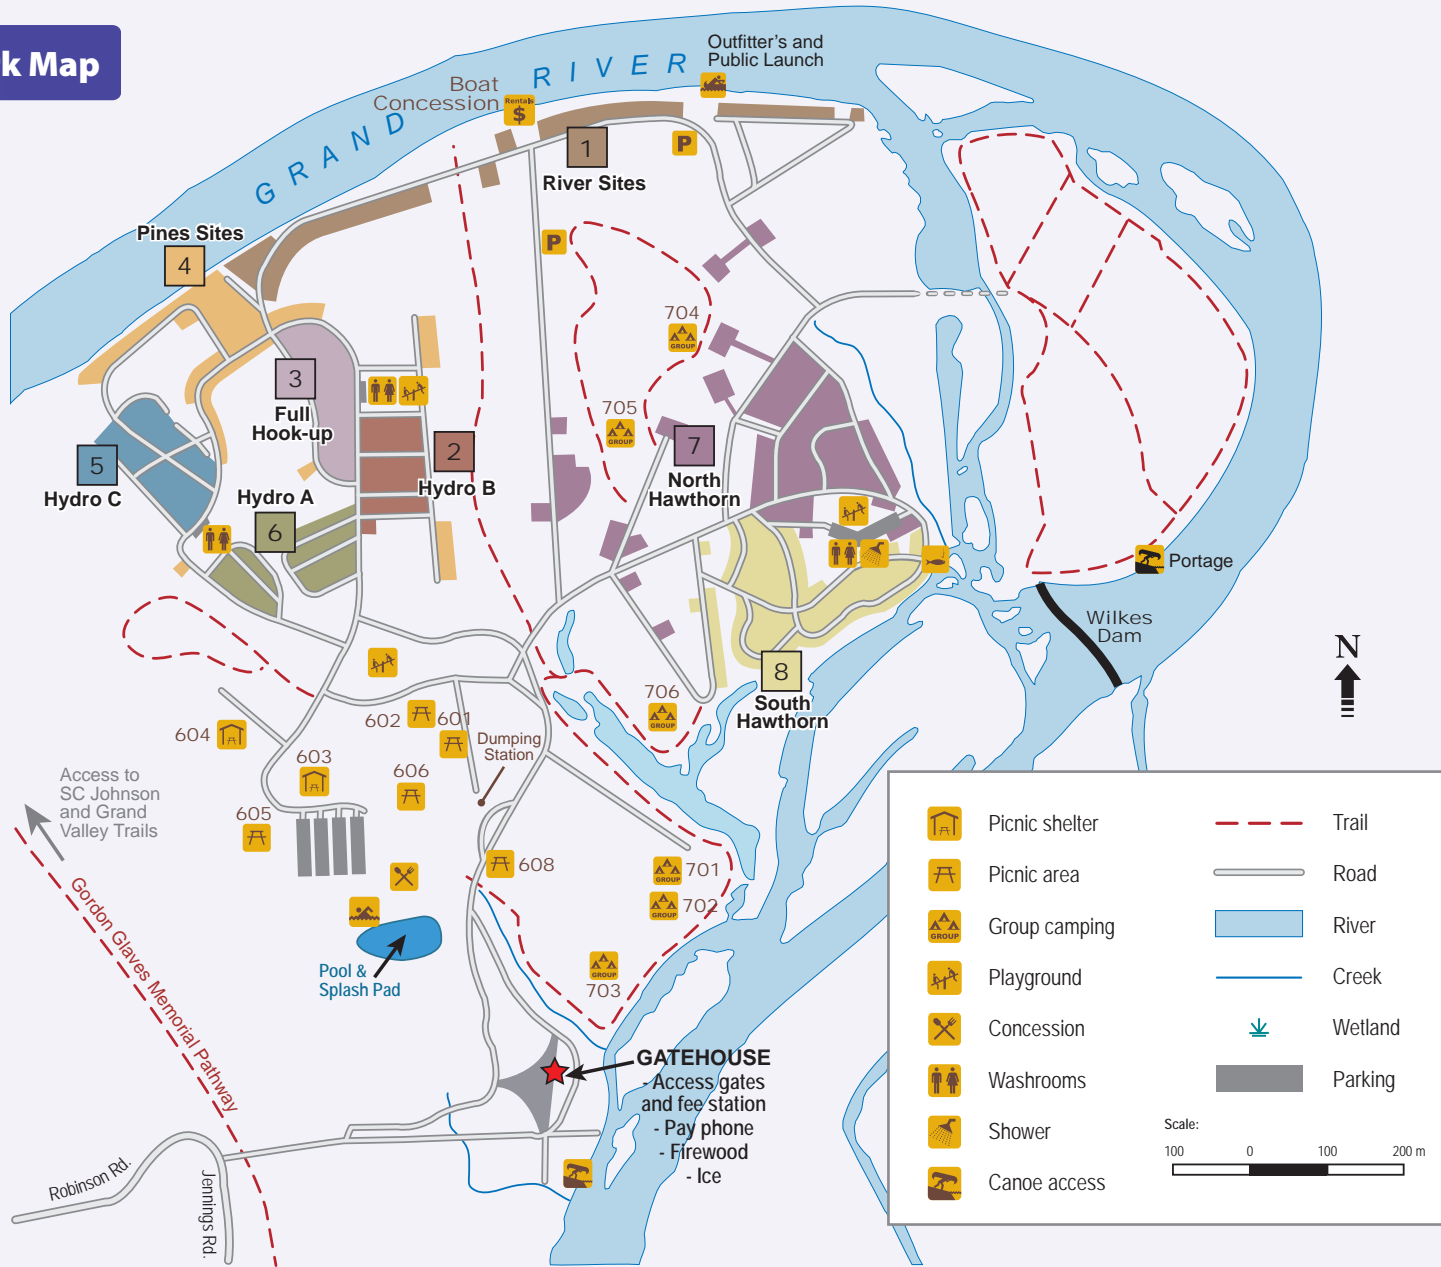 k Map
Outfitter's and
Public Launch
GRAND RIVER
Boat
Concession
Rentals
$
1
River Sites
P
Pines Sites
4
P
704
GROUP
3
Full
Hook-up
705
GROUP
2
Hydro B
7
North
Hawthorn
5
Hydro C
Hydro A
6
Portage
Wilkes
Dam
N
8
South
Hawthorn
706
GROUP
602
601
604
Dumping
Station
603
606
605
Access to
SC Johnson
and Grand
Valley Trails
608
701
GROUP
702
GROUP
703
GROUP
Gordon Glaves Memorial Pathway
Pool &
Splash Pad
GATEHOUSE
- Access gates
and fee station
- Pay phone
- Firewood
- Ice
Robinson Rd.
Jennings Rd.
Picnic shelter
Picnic area
GROUP
Group camping
Playground
Concession
Washrooms
Shower
Canoe access
Trail
Road
River
Creek
Wetland
Parking
Scale:
100 0 100 200 m